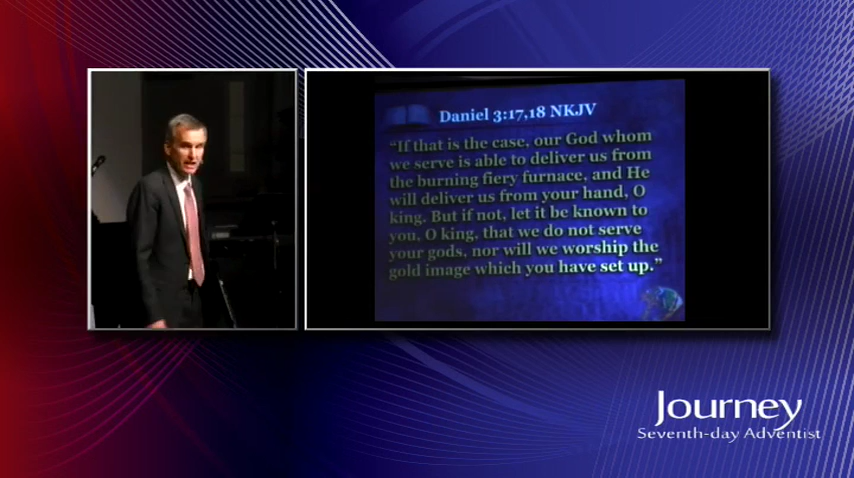 Daniel 3:17,18 NKJV
“If that is the case, our God whom
we serve is able to deliver us from
the burning fiery furnace, and He
will deliver us from your hand, O
king. But if not, let it be known to
you, O king, that we do not serve
your gods, nor will we worship the
gold image which you have set up.”
Journey
Seventh-day Adventist